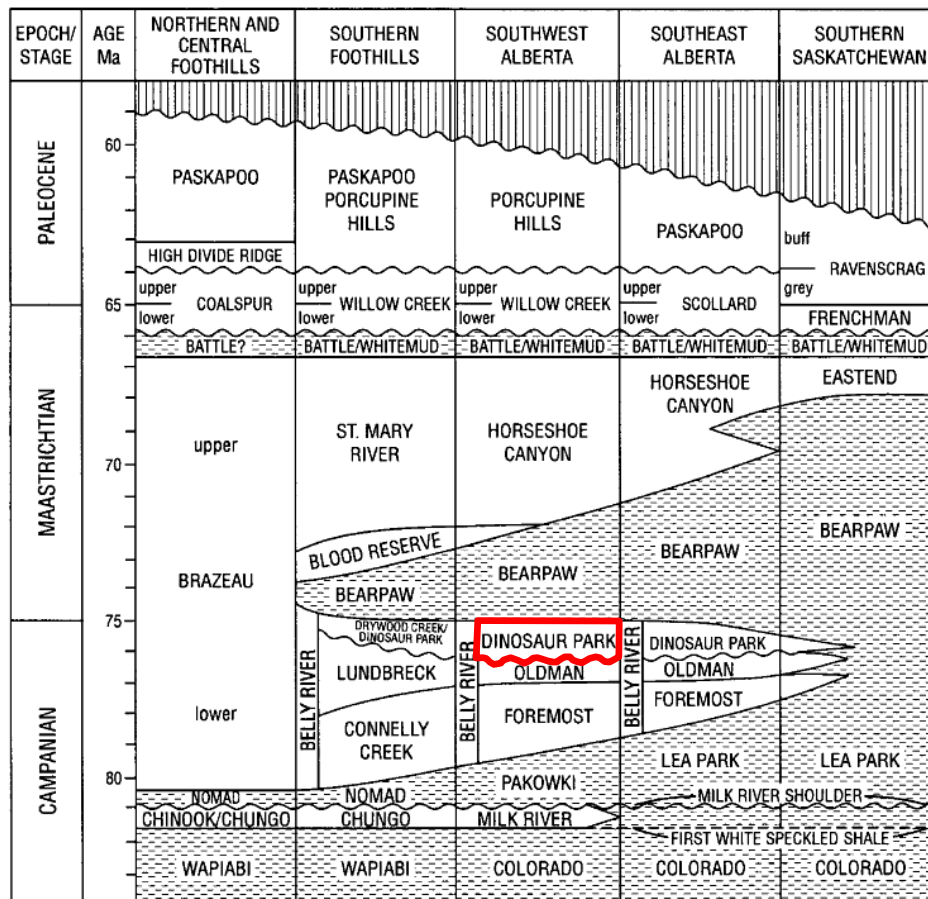 EPOCH/
STAGE
AGE
Ma
NORTHERN AND
CENTRAL
FOOTHILLS
SOUTHERN
FOOTHILLS
SOUTHWEST
ALBERTA
SOUTHEAST
ALBERTA
SOUTHERN
SASKATCHEWAN
PALEOCENE
MAASTRICHTIAN
CAMPANIAN
60
65
70
75
80
PASKAPOO
HIGH DIVIDE RIDGE
upper
COALSPUR
lower
BATTLE?
upper
BRAZEAU
lower
NOMAD
CHINOOK/CHUNGO
WAPIABI
PASKAPOO
PORCUPINE
HILLS
upper
WILLOW CREEK
lower
BATTLE/WHITEMUD
ST. MARY
RIVER
BLOOD RESERVE
BEARPAW
BELLY RIVER
DRYWOOD CREEK/
DINOSAUR PARK
LUNDBRECK
CONNELLY
CREEK
NOMAD
CHUNGO
WAPIABI
PORCUPINE
HILLS
upper
WILLOW CREEK
lower
BATTLE/WHITEMUD
HORSESHOE
CANYON
BEARPAW
BELLY RIVER
DINOSAUR PARK
OLDMAN
FOREMOST
PAKOWKI
MILK RIVER
COLORADO
PASKAPOO
upper
SCOLLARD
lower
BATTLE/WHITEMUD
HORSESHOE
CANYON
BEARPAW
BELLY RIVER
DINOSAUR PARK
OLDMAN
FOREMOST
LEA PARK
MILK RIVER SHOULDER
FIRST WHITE SPECKLED SHALE
COLORADO
buff
RAVENSCRAG
grey
FRENCHMAN
BATTLE/WHITEMUD
EASTEND
BEARPAW
LEA PARK
COLORADO